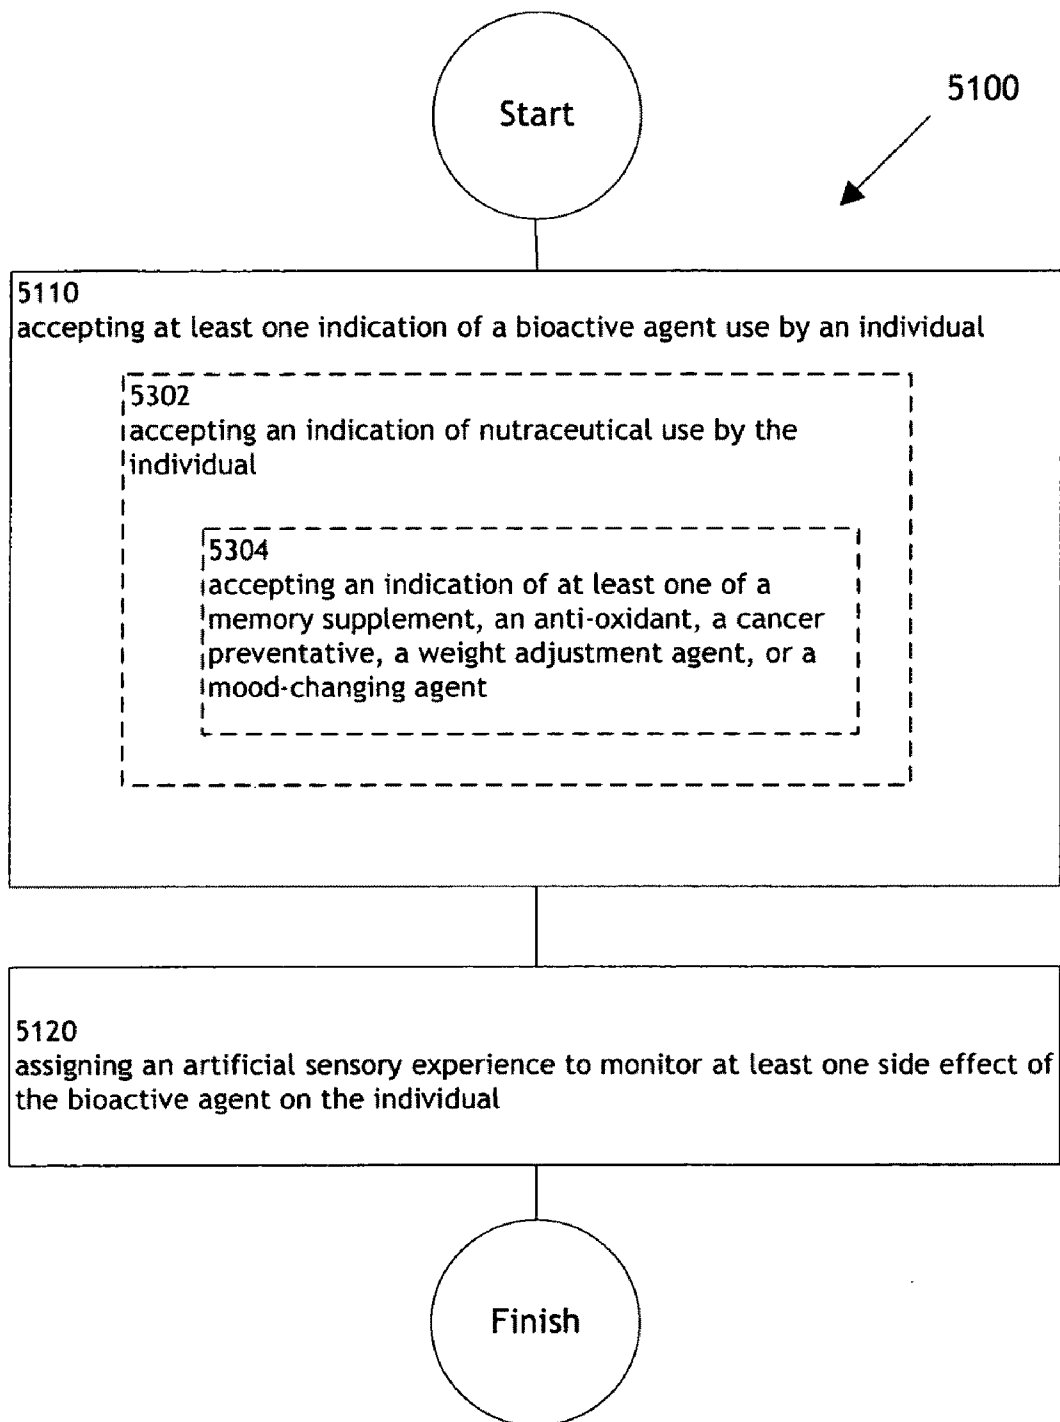 Start
5100
5110
accepting at least one indication of a bioactive agent use by an individual
5302
accepting an indication of nutraceutical use by the
individual
5304
accepting an indication of at least one of a
memory supplement, an anti-oxidant, a cancer
preventative, a weight adjustment agent, or a
mood-changing agent
5120
assigning an artificial sensory experience to monitor at least one side effect of
the bioactive agent on the individual
Finish